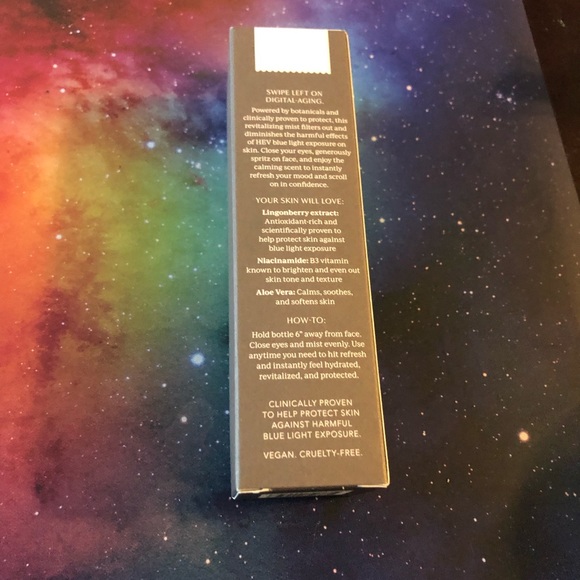 SWIPE LEFT ON
DIGITAL-AGING.
Powered by botanicals and
clinically proven to protect, this
revitalizing mist filters out and
diminishes the harmful effects
of HEV blue light exposure on
skin. Close your eyes, generously
spritz on face, and enjoy the
calming scent to instantly
refresh your mood and scroll
on in confidence.
YOUR SKIN WILL LOVE:
Lingonberry extract:
Antioxidant-rich and
scientifically proven to
help protect skin against
blue light exposure
Niacinamide: B3 vitamin
known to brighten and even out
skin tone and texture
Aloe Vera: Calms, soothes,
and softens skin
HOW-TO:
Hold bottle 6" away from face.
Close eyes and mist evenly. Use
anytime you need to hit refresh
and instantly feel hydrated,
revitalized, and protected.
CLINICALLY PROVEN
TO HELP PROTECT SKIN
AGAINST HARMFUL
BLUE LIGHT EXPOSURE.
VEGAN. CRUELTY-FREE.